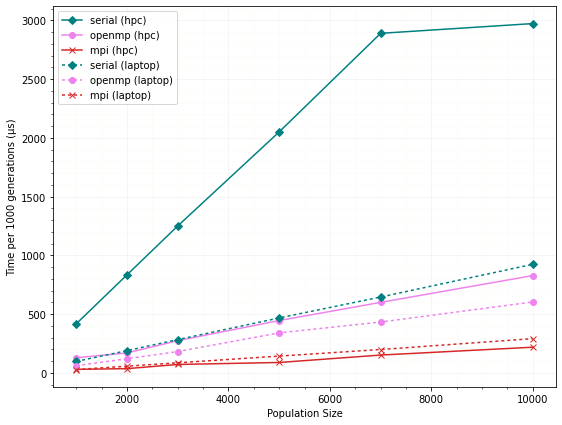 3000
2500
2000
1500
1000
500
0
Time per 1000 generations (μs)
serial (hpc)
openmp (hpc)
mpi (hpc)
serial (laptop)
openmp (laptop)
mpi (laptop)
2000 4000 6000 8000 10000
Population Size